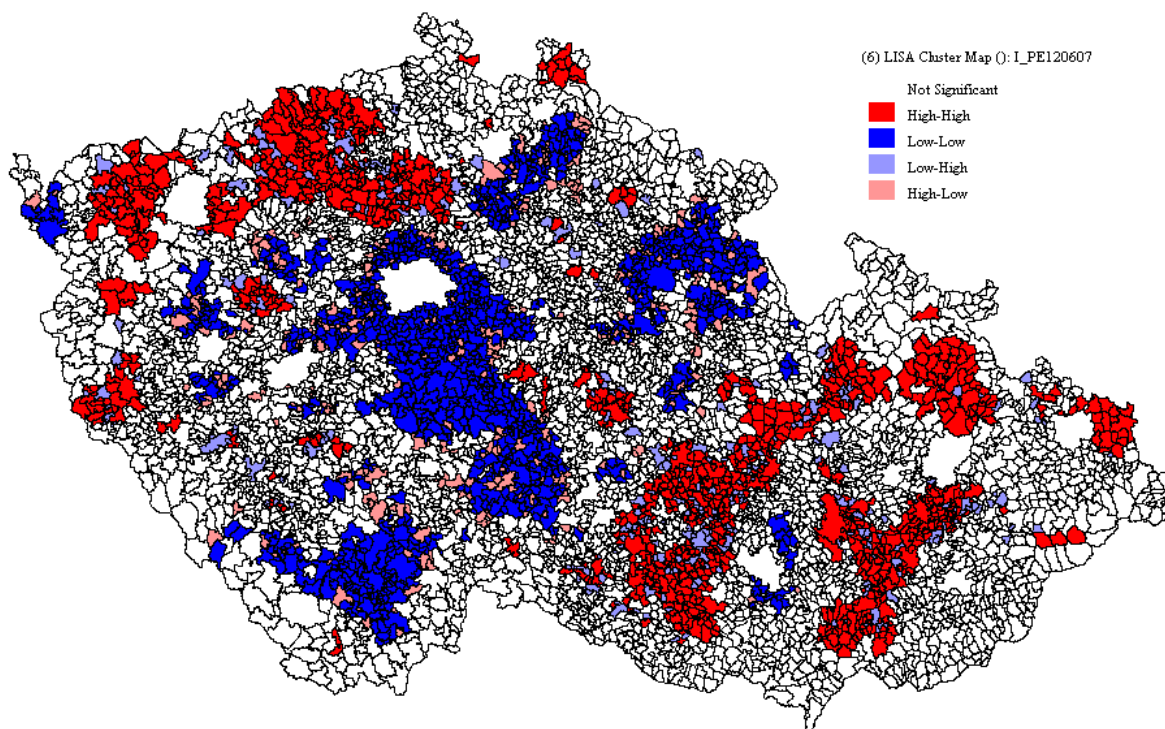 (6) LISA Cluster Map (): I_PE120607
Not Significant
High-High
Low-Low
Low-High
High-Low